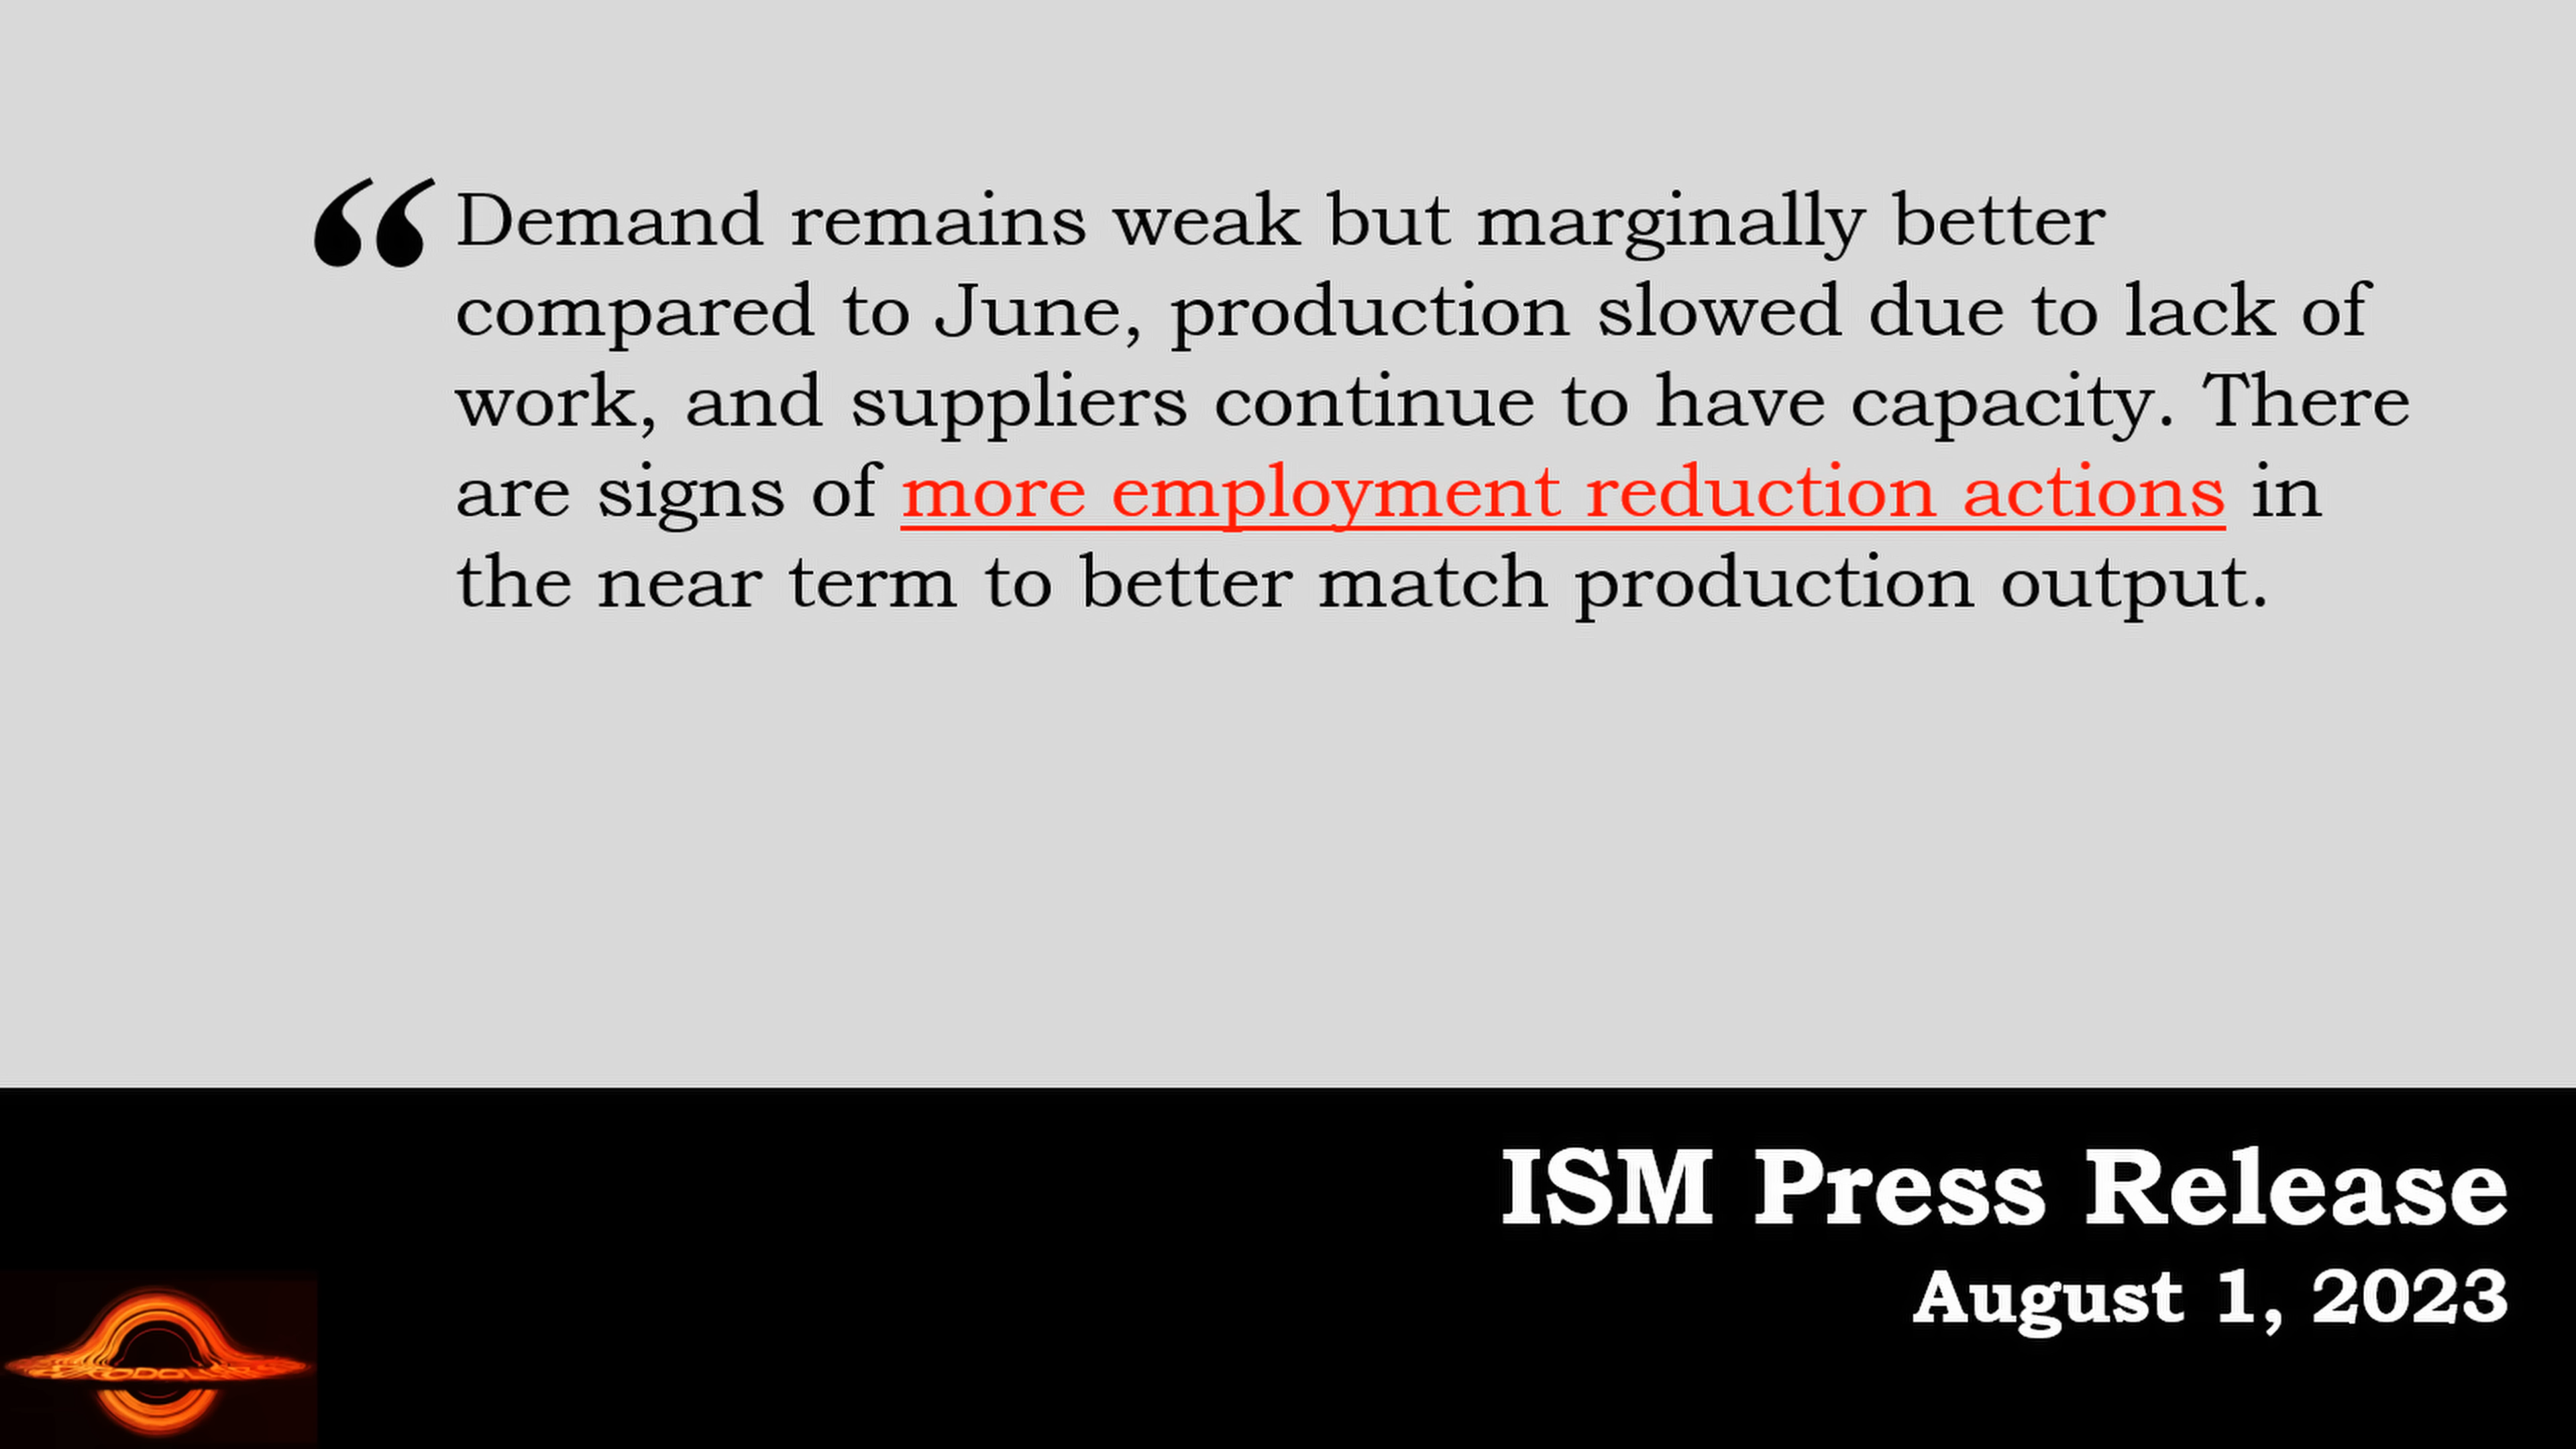 “Demand remains weak but marginally better
compared to June, production slowed due to lack of
work, and suppliers continue to have capacity. There
are signs of more employment reduction actions in
the near term to better match production output.
ISM Press Release
August 1, 2023